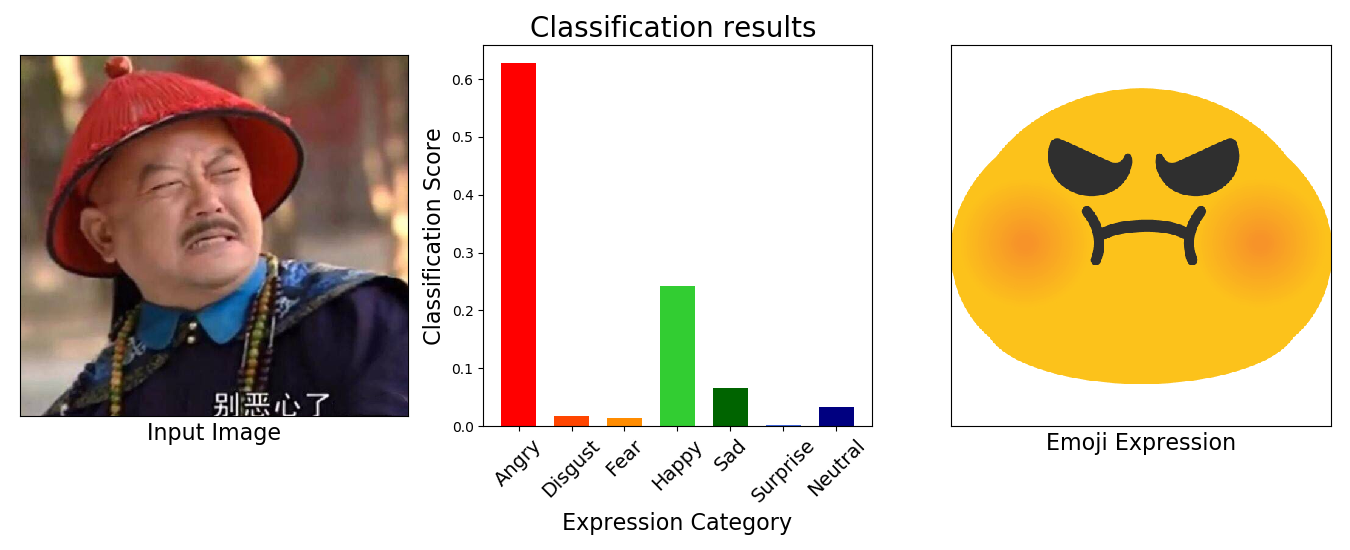 Classification results
0.6
0.5
0.4
0.3
0.2
0.1
0.0
Classification Score
别恶心了
Input Image
Angry
Disgust
Fear
Happy
Sad
Surprise
Neutral
Expression Category
Emoji Expression